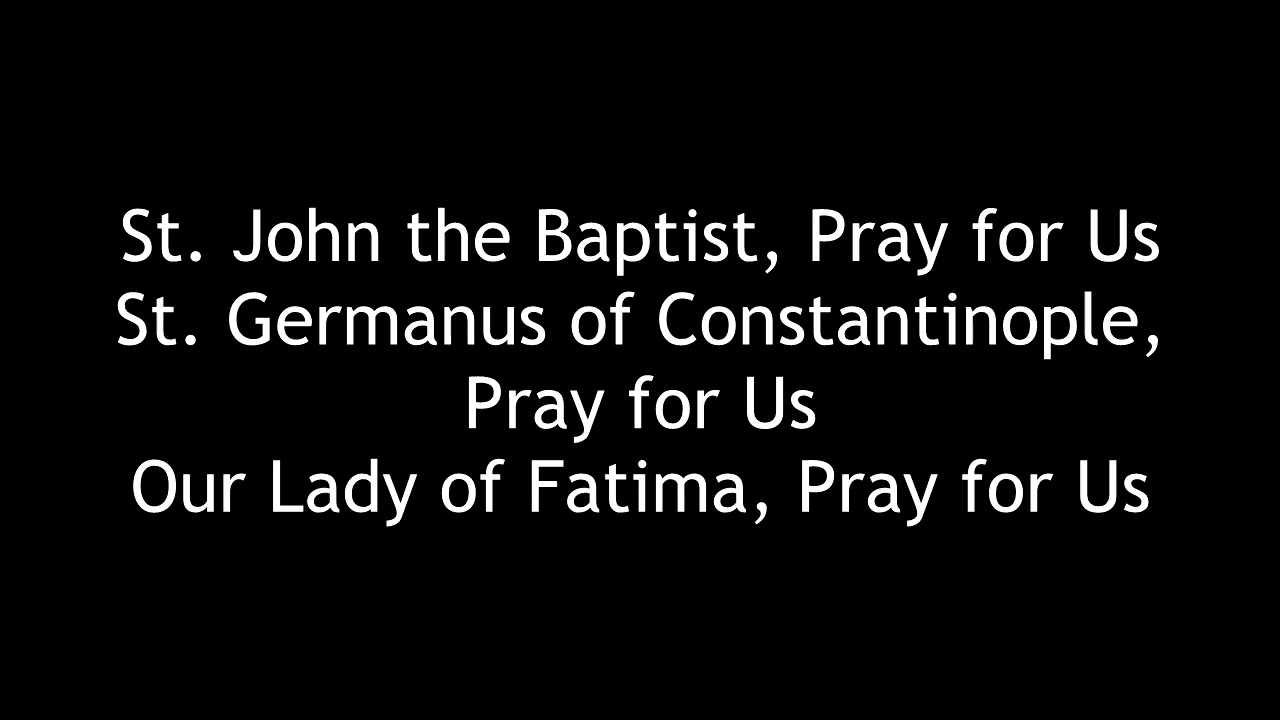 St. John the Baptist, Pray for Us
St. Germanus of Constantinople,
Pray for Us
Our Lady of Fatima, Pray for Us